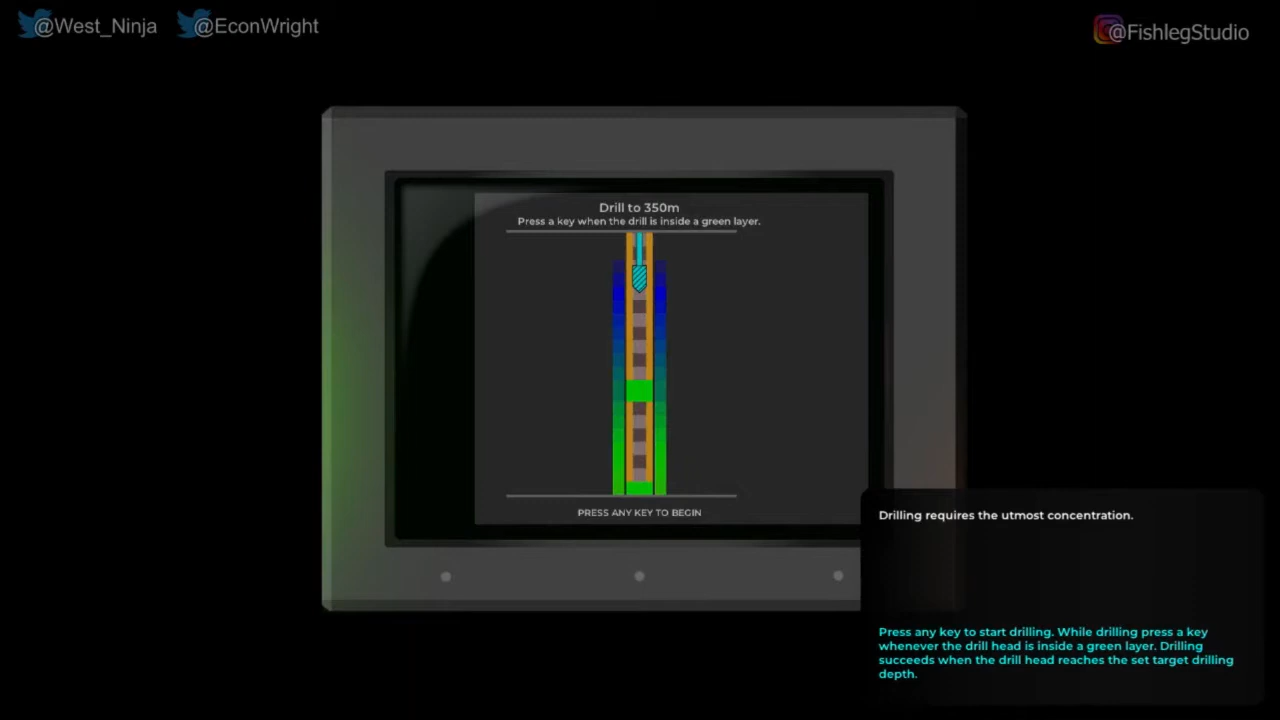 @West_Ninja @EconWright
@FishlegStudio
Drill to 350m
Press a key when the drill is inside a green layer.
PRESS ANY KEY TO BEGIN
Drilling requires the utmost concentration.
Press any key to start drilling. While drilling press a key
whenever the drill head is inside a green layer. Drilling
succeeds when the drill head reaches the set target drilling
depth.